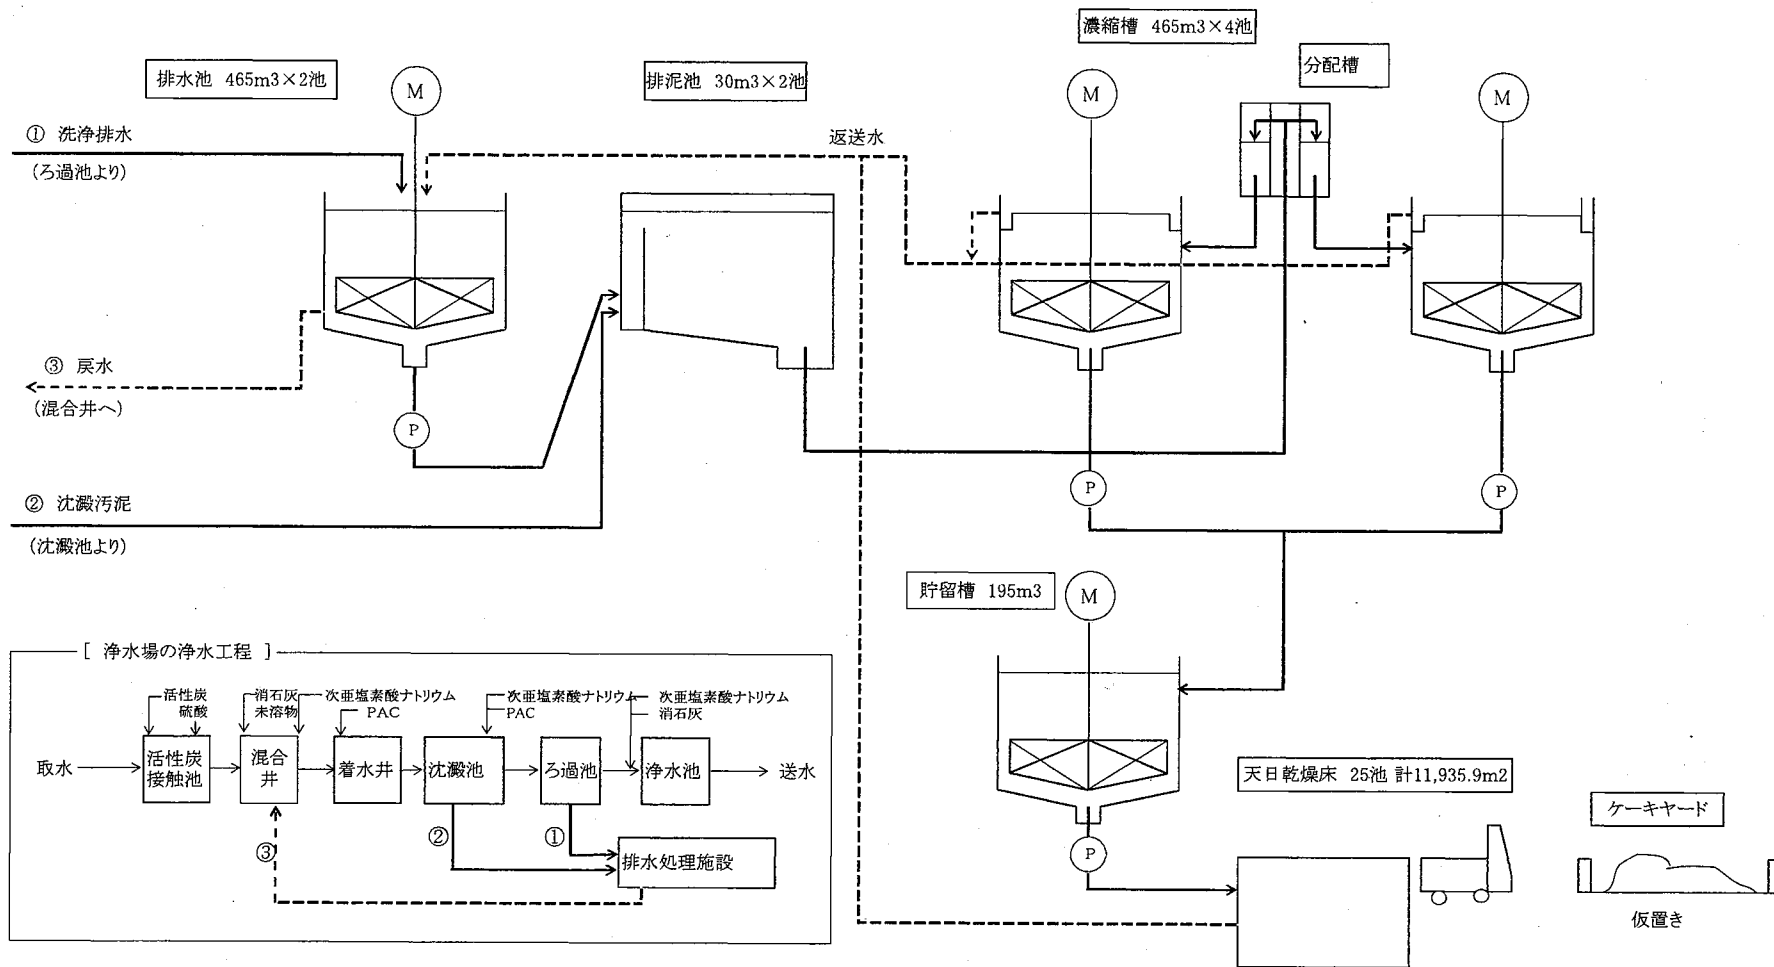 濃縮槽 465m3×4池
分配槽
排水池 465m3×2池
排泥池 30m3×2池
M
M
M
① 洗浄排水
(ろ過池より)
返送水
③ 戻水
(混合井へ)
P
② 沈澱汚泥
(沈澱池より)
P
P
貯留槽 195m3
M
[ 浄水場の浄水工程 ]
活性炭
硫酸
消石灰
未溶物
次亜塩素酸ナトリウム
PAC
次亜塩素酸ナトリウム
PAC
次亜塩素酸ナトリウム
消石灰
取水
活性炭
接触池
混合
井
着水井
沈澱池
ろ過池
浄水池
送水
②
①
③
排水処理施設
天日乾燥床 25池 計11,935.9m2
ケーキヤード
P
仮置き